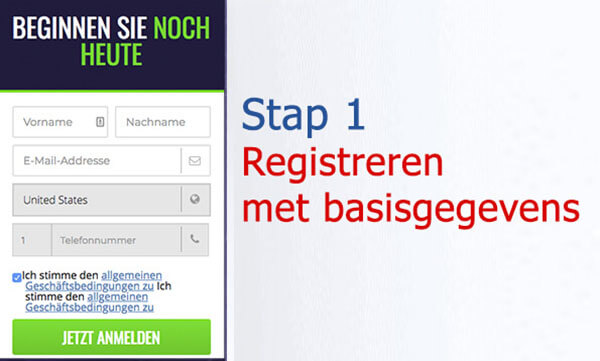 BEGINNEN SIE NOCH
HEUTE
Vorname
Nachname
E-Mail-Addresse
United States
1
Telefonnummer
Ich stimme den allgemeinen
Geschäftsbedingungen zu Ich
stimme den allgemeinen
Geschäftsbedingungen zu
JETZT ANMELDEN
Stap 1
Registreren
met basisgegevens